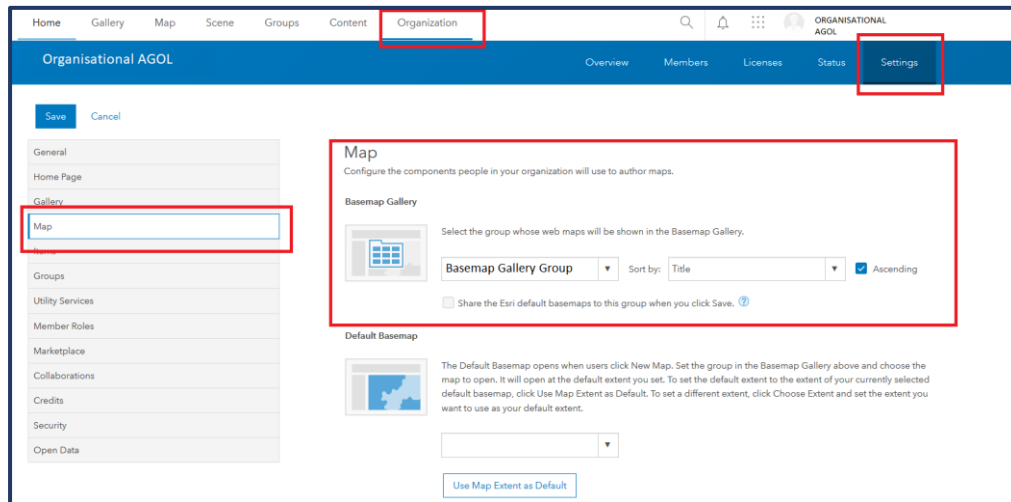 Home Gallery Map Scene Groups Content Organization ORGANISATIONAL
AGOL
Organisational AGOL Overview Members Licenses Status Settings
Save Cancel
General
Home Page
Gallery
Map
Groups
Utility Services
Member Roles
Marketplace
Collaborations
Credits
Security
Open Data
Map
Configure the components people in your organization will use to author maps.
Basemap Gallery
Select the group whose web maps will be shown in the Basemap Gallery.
Basemap Gallery Group Sort by: Title Ascending
Share the Esri default basemaps to this group when you click Save. ?
Default Basemap
The Default Basemap opens when users click New Map. Set the group in the Basemap Gallery above and choose the
map to open. It will open at the default extent you set. To set the default extent to the extent of your currently selected
default basemap, click Use Map Extent as Default. To set a different extent, click Choose Extent and set the extent you
want to use as your default extent.
Use Map Extent as Default